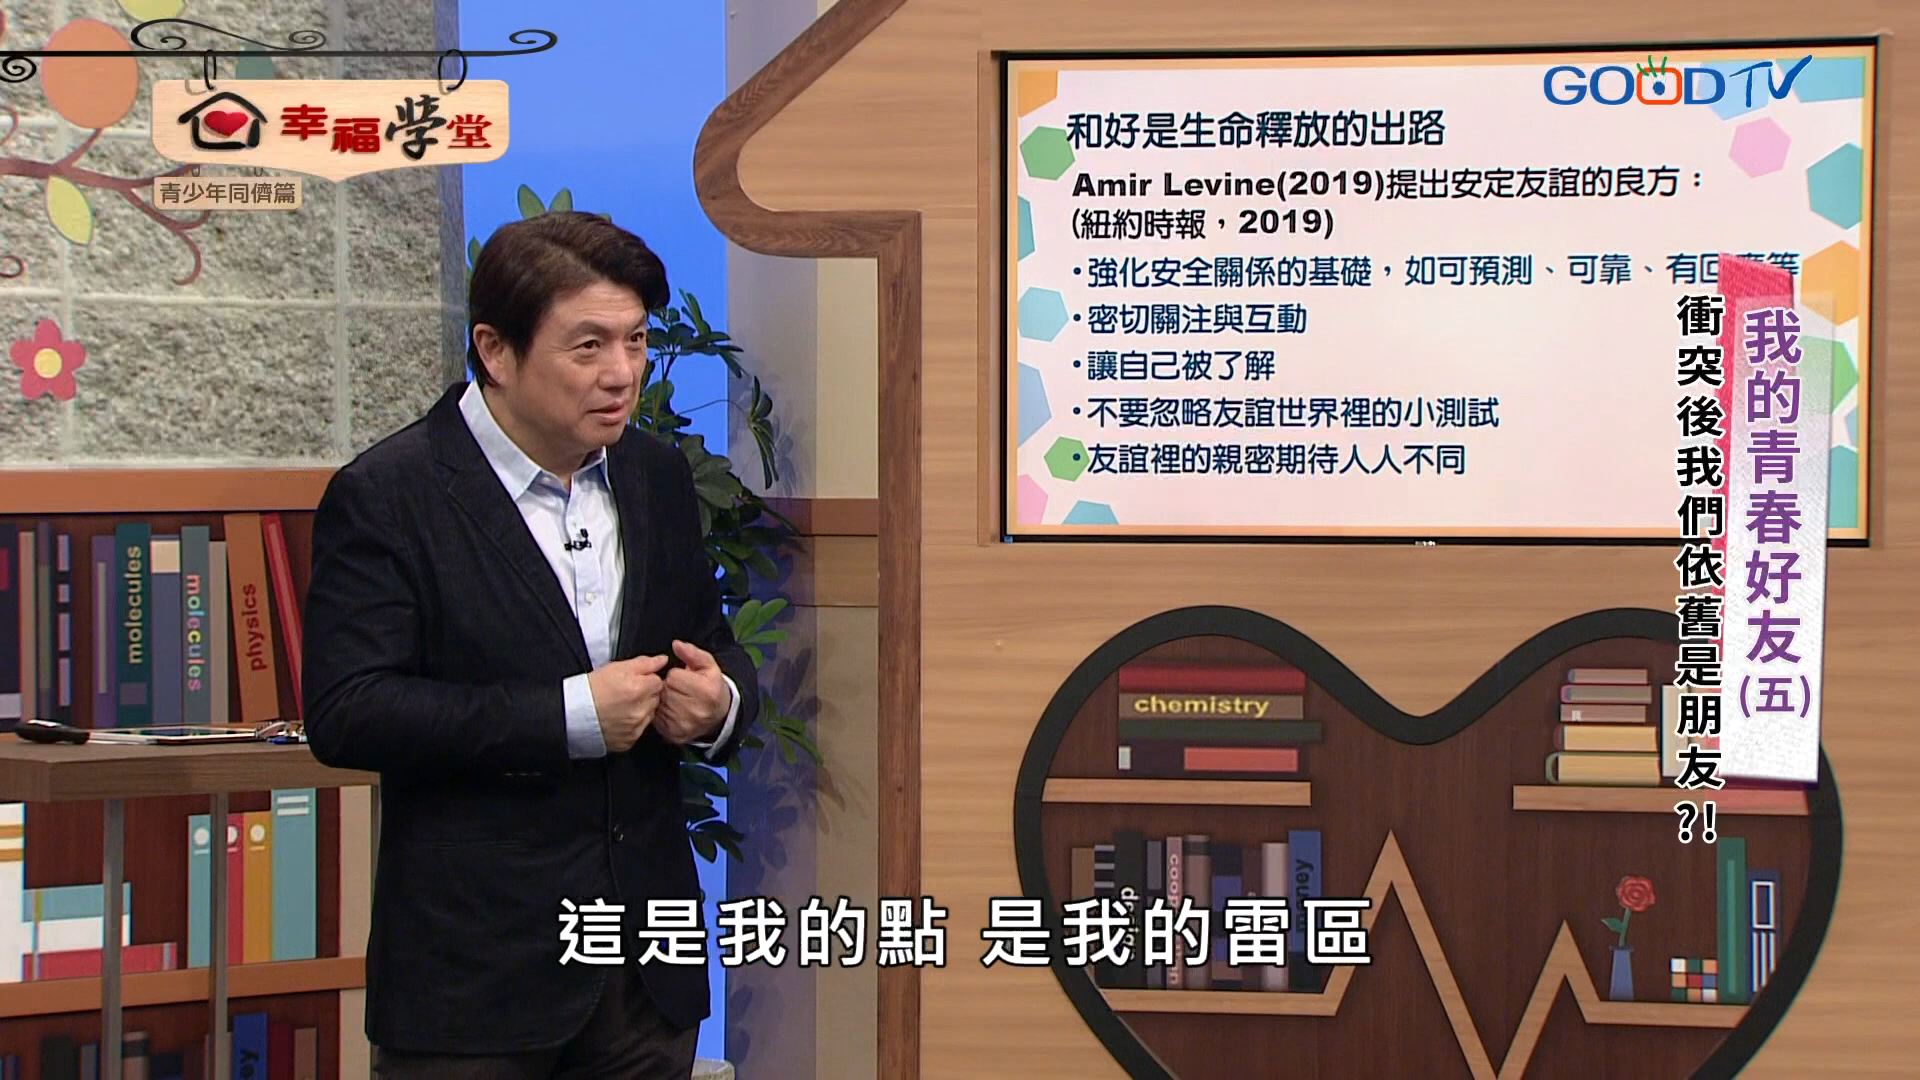 幸福學堂
青少年同儕篇
GOOD TV
和好是生命釋放的出路
Amir Levine(2019)提出安定友誼的良方：
(紐約時報，2019)
•強化安全關係的基礎，如可預測、可靠、有回應等
•密切關注與互動
•讓自己被了解
•不要忽略友誼世界裡的小測試
•友誼裡的親密期待人人不同
我的青春好友(五)
衝突後我們依舊是朋友?!
molecules
molecules
physics
chemistry
money
這是我的點 是我的雷區